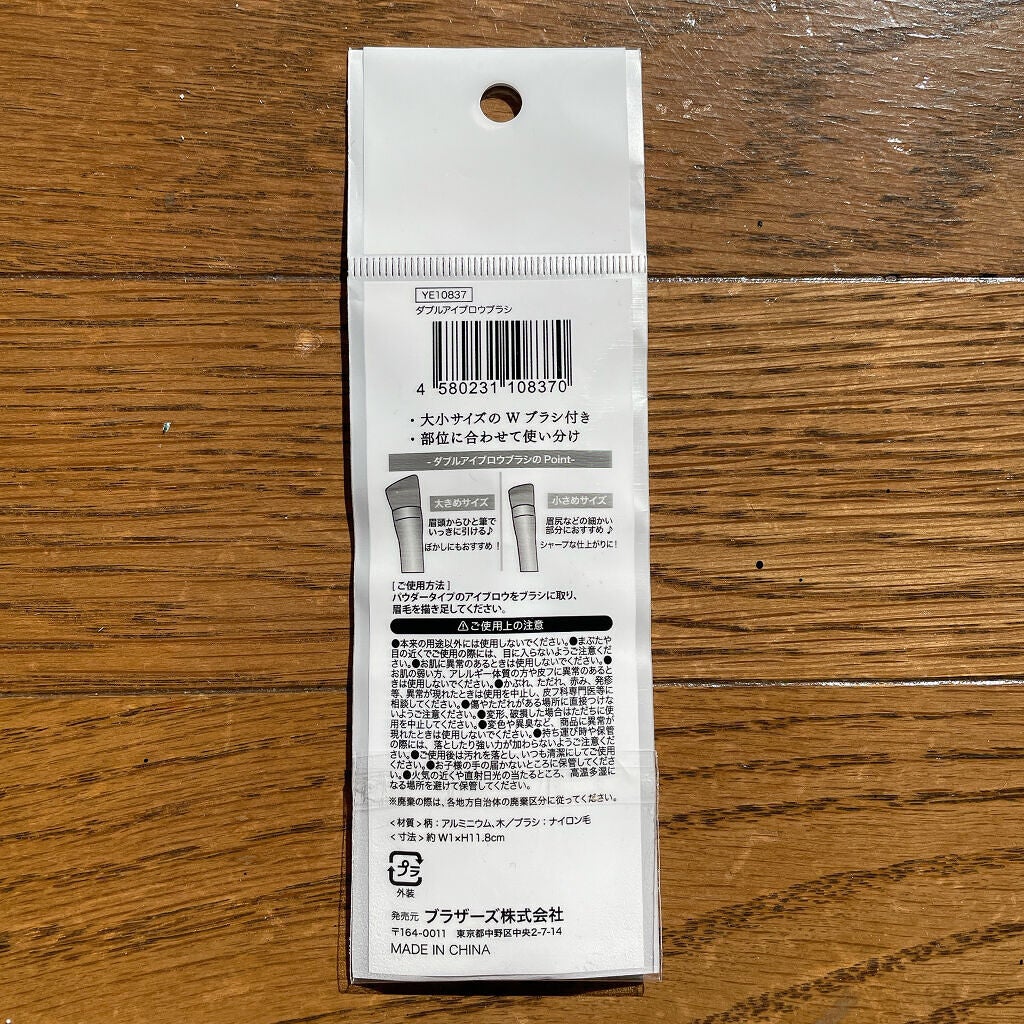 YE10837
ダブルアイブロウブラシ
4 580231 108370
・大小サイズの W ブラシ付き
・部位に合わせて使い分け
-ダブルアイブロウブラシのPoint-
大きめサイズ
眉頭からひと筆で
いっきに引ける♪
ぼかしにもおすすめ！
小さめサイズ
眉尻などの細かい
部分におすすめ♪
シャープな仕上がりに！
[ご使用方法]
パウダータイプのアイブロウをブラシに取り、
眉毛を描き足してください。
⚠ご使用上の注意
●本来の用途以外には使用しないでください。●まぶたや
目の近くでご使用の際には、目に入らないようご注意くだ
さい。●お肌に異常のあるときは使用しないでください。●
お肌の弱い方、アレルギー体質の方や皮フに異常のあると
きは使用しないでください。●かぶれ、ただれ、赤み、発疹
等、異常が現れたときは使用を中止し、皮フ科専門医等に
相談してください。●傷やただれがある場所に直接つけな
いようご注意ください。●変形、破損した場合はただちに使
用を中止してください。●変色や異臭など、商品に異常が
現れたときは使用しないでください。●持ち運び時や保管
の際には、落としたり強い力が加わらないようご注意くだ
さい。●ご使用後は汚れを落とし、いつも清潔にしてご使用
ください。●お子様の手の届かないところに保管してくださ
い。●火気の近くや直射日光の当たるところ、高温多湿に
なる場所を避けて保管してください。
※廃棄の際は、各地方自治体の廃棄区分に従ってください。
<材質>柄：アルミニウム、木／ブラシ：ナイロン毛
<寸法>約 W1×H11.8cm
プラ
外装
発売元 ブラザーズ株式会社
〒164-0011 東京都中野区中央2-7-14
MADE IN CHINA